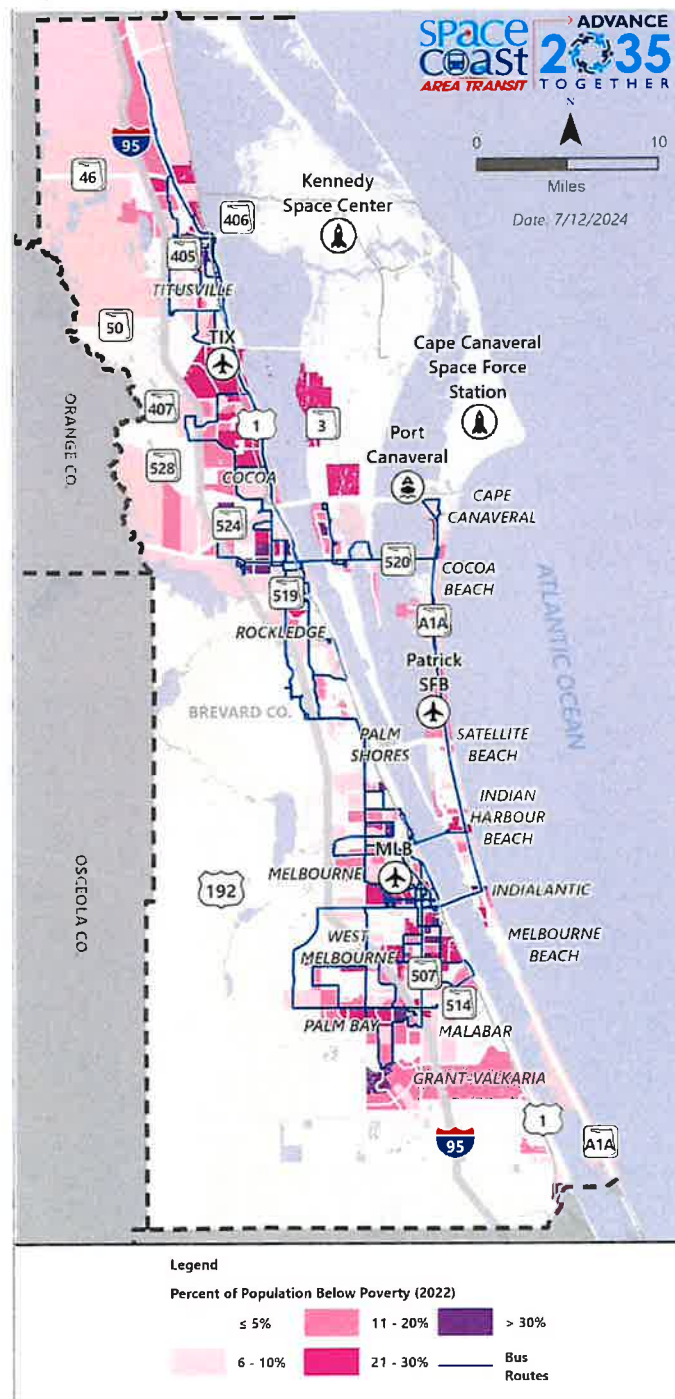 space coast
AREA TRANSIT
ADVANCE
2035
TOGETHER
N
0 10
Miles
Date: 7/12/2024
95
46
406
Kennedy
Space Center
405
TITUSVILLE
50
TIX
Cape Canaveral
Space Force
Station
ORANGE CO.
407
1
3
Port
Canaveral
528
COCOA
CAPE
CANAVERAL
524
520
COCOA
BEACH
519
ROCKLEDGE
A1A
ATLANTIC OCEAN
Patrick
SFB
BREVARD CO.
PALM
SHORES
SATELLITE
BEACH
INDIAN
HARBOUR
BEACH
OSCEOLA CO.
192
MELBOURNE
MLB
INDIALANTIC
WEST
MELBOURNE
MELBOURNE
BEACH
507
514
PALM BAY
MALABAR
GRANT-VALKARIA
1
95
A1A
Legend
Percent of Population Below Poverty (2022)
≤ 5% 11 - 20% > 30%
6 - 10% 21 - 30% Bus
Routes